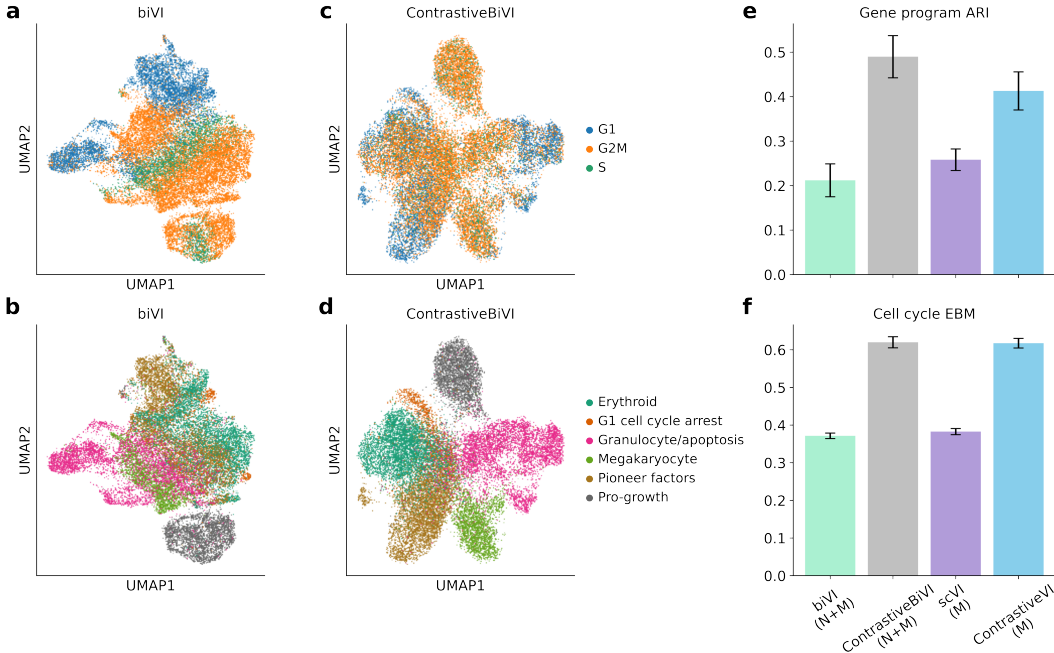 a
biVI
UMAP2
UMAP1
c
ContrastiveBiVI
UMAP2
UMAP1
G1
G2M
S
b
biVI
UMAP2
UMAP1
d
ContrastiveBiVI
UMAP2
UMAP1
Erythroid
G1 cell cycle arrest
Granulocyte/apoptosis
Megakaryocyte
Pioneer factors
Pro-growth
e
Gene program ARI
0.5
0.4
0.3
0.2
0.1
0.0
f
Cell cycle EBM
0.6
0.5
0.4
0.3
0.2
0.1
0.0
biVI
(N+M)
ContrastiveBiVI
(N+M)
scVI
(M)
ContrastiveVI
(M)